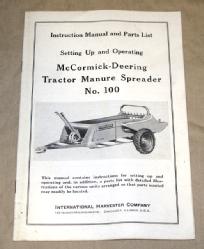 Instruction Manual and Parts List
Setting Up and Operating
McCormick-Deering
Tractor Manure Spreader
No. 100
This manual contains instructions for setting up and
operating and, in addition, a parts list with detailed illus-
trations of the various units arranged so that parts wanted
may readily be located.
INTERNATIONAL HARVESTER COMPANY
CHICAGO, ILLINOIS, U.S.A.